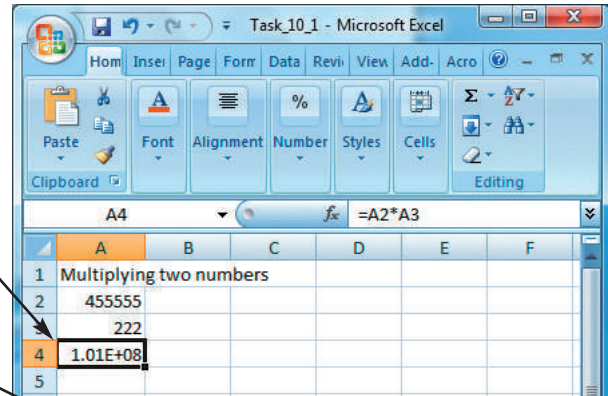 Task_10_1 - Microsoft Excel
Hom Inser Page Form Data Revi View Add- Acro
Paste Font Alignment Number Styles Cells
Clipboard Editing
A4 fx =A2*A3
A B C D E F
1 Multiplying two numbers
2 455555
3 222
4 1.01E+08
5